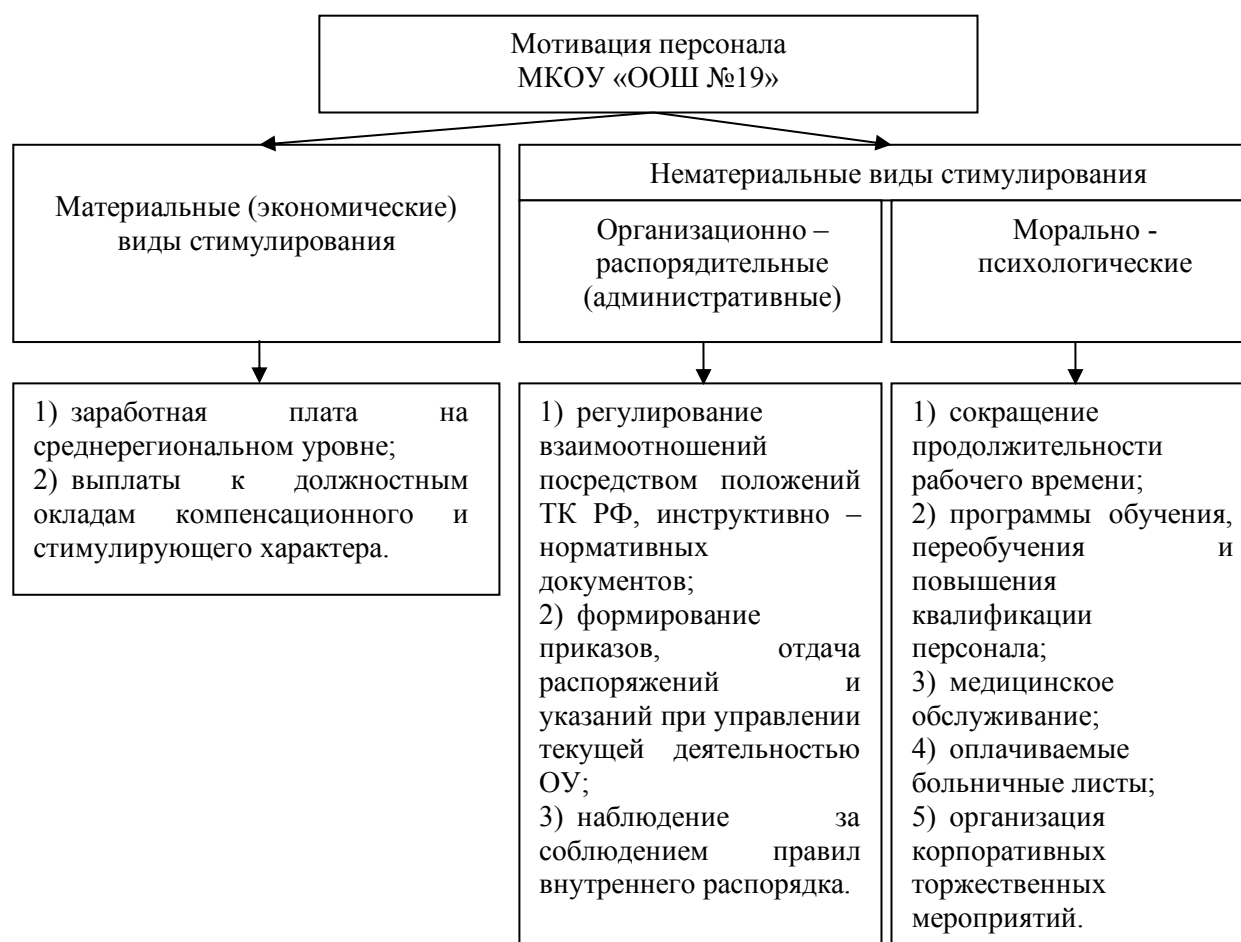 Мотивация персонала
МКОУ «ООШ №19»
Материальные (экономические)
виды стимулирования
Нематериальные виды стимулирования
Организационно –
распорядительные
(административные)
Морально -
психологические
1) заработная плата на
среднерегиональном уровне;
2) выплаты к должностным
окладам компенсационного и
стимулирующего характера.
1) регулирование
взаимоотношений
посредством положений
ТК РФ, инструктивно –
нормативных
документов;
2) формирование
приказов, отдача
распоряжений и
указаний при управлении
текущей деятельностью
ОУ;
3) наблюдение за
соблюдением правил
внутреннего распорядка.
1) сокращение
продолжительности
рабочего времени;
2) программы обучения,
переобучения и
повышения
квалификации
персонала;
3) медицинское
обслуживание;
4) оплачиваемые
больничные листы;
5) организация
корпоративных
торжественных
мероприятий.